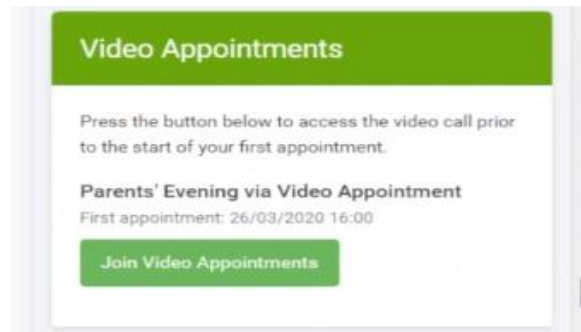 Video Appointments
Press the button below to access the video call prior
to the start of your first appointment.
Parents' Evening via Video Appointment
First appointment: 26/03/2020 16:00
Join Video Appointments